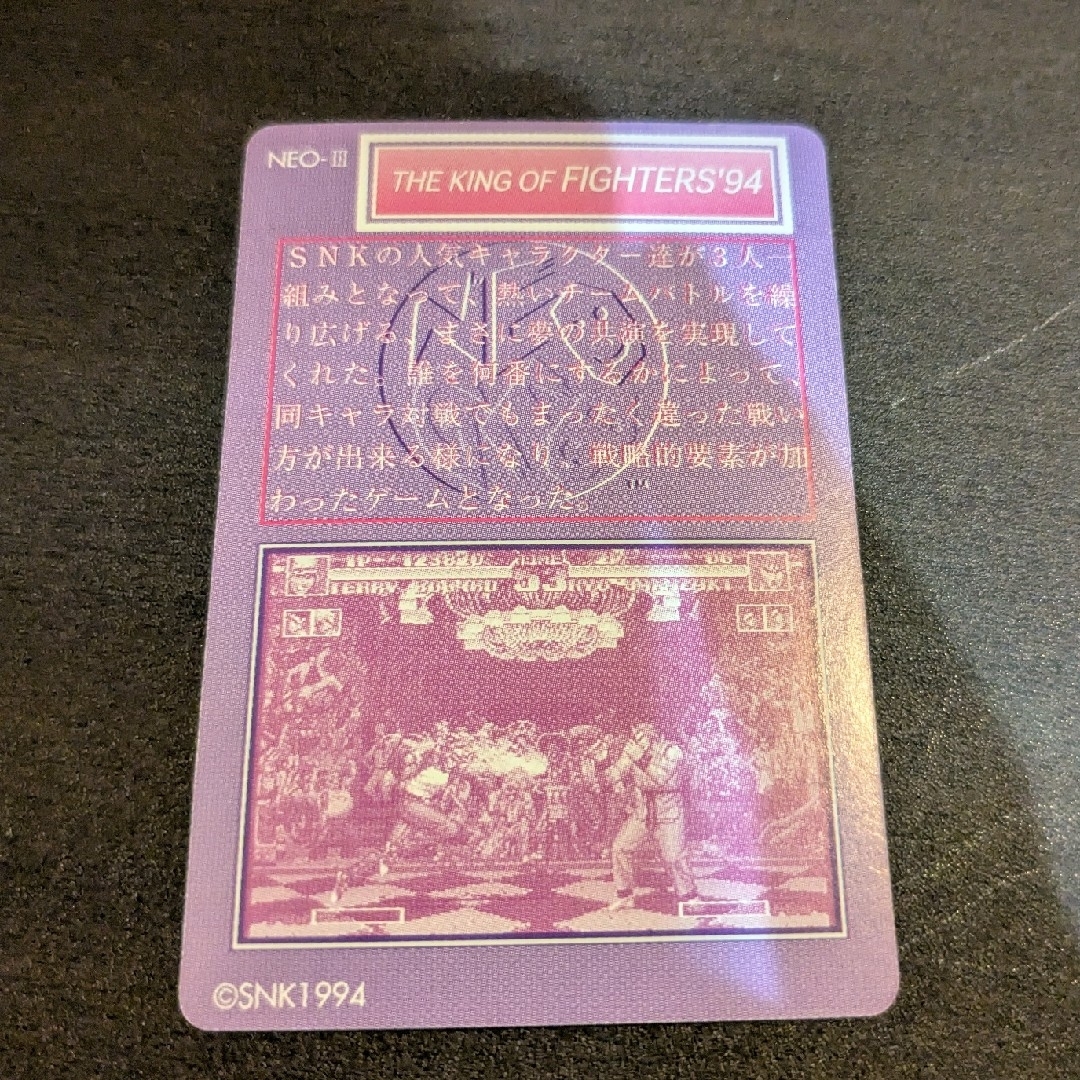 NEO-Ⅲ
THE KING OF FIGHTERS'94
SNKの人気キャラクター達が3人一
組みとなって、熱いチームバトルを繰
り広げる、まさに夢の共演を実現して
くれた。誰を何番にするかによって、
同キャラ対戦でもまったく違った戦い
方が出来る様になり、戦略的要素が加
わったゲームとなった。
TM
1P
33
TERRY
©SNK1994